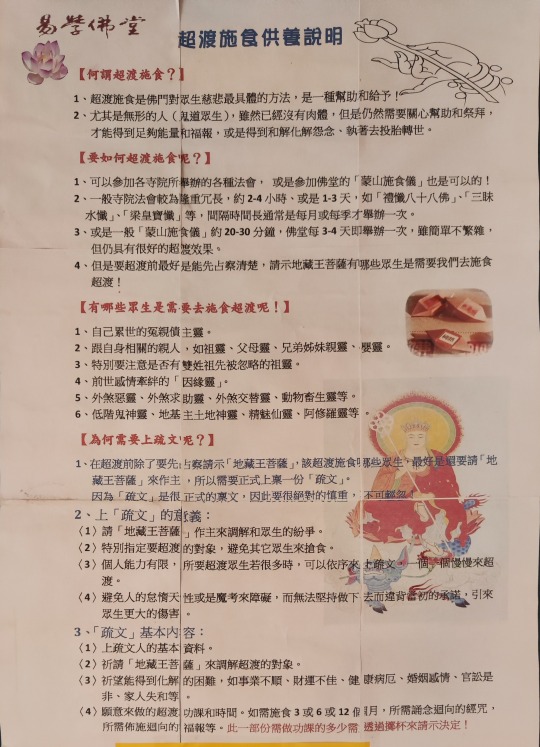 易學佛堂
超渡施食供養說明
【何謂超渡施食？】
1、超渡施食是佛門對眾生慈悲最具體的方法，是一種幫助和給予！
2、尤其是無形的人（鬼道眾生），雖然已經沒有肉體，但是仍然需要關心幫助和祭拜，
才能得到足夠能量和福報，或是得到和解化解怨念、執著去投胎轉世。
【要如何超渡施食呢？】
1、可以參加各寺院所舉辦的各種法會， 或是參加佛堂的「蒙山施食儀」也是可以的！
2、一般寺院法會較為隆重冗長，約 2-4 小時、或是 1-3 天，如「禮懺八十八佛」、「三昧
水懺」、「梁皇寶懺」等，間隔時間長通常是每月或每季才舉辦一次。
3、或是一般「蒙山施食儀」約 20-30 分鐘，佛堂每 3-4 天即舉辦一次，雖簡單不繁雜，
但仍具有很好的超渡效果。
4、但是要超渡前最好是能先占察清楚，請示地藏王菩薩有哪些眾生是需要我們去施食
超渡！
【有哪些眾生是需要去施食超渡呢！】
1、自己累世的冤親債主靈。
2、跟自身相關的親人，如祖靈、父母靈、兄弟姊妹親靈、嬰靈。
3、特別要注意是否有雙姓祖先被忽略的祖靈。
4、前世感情牽絆的「因緣靈」。
5、外煞惡靈、外煞求助靈、外煞交替靈、動物畜生靈等。
6、低階鬼神靈、地基主土地神靈、精魅仙靈、阿修羅靈等。
【為何需要上疏文呢？】
1、在超渡前除了要先占察請示「地藏王菩薩」，該超渡施食哪些眾生，最好是還要請「地
藏王菩薩」來作主，所以需要正式上稟一份「疏文」。
因為「疏文」是很正式的稟文，因此要很絕對的慎重，不可輕忽！
2、上「疏文」的意義：
〈1〉請「地藏王菩薩」作主來調解和眾生的紛爭。
〈2〉特別指定要超渡的對象，避免其它眾生來搶食。
〈3〉個人能力有限，所要超渡眾生若很多時，可以依序來上疏文，一個一個慢慢來超
渡。
〈4〉避免人的怠惰天性或是魔考來障礙，而無法堅持做下去而違背當初的承諾，引來
眾生更大的傷害。
3、「疏文」基本內容：
〈1〉上疏文人的基本資料。
〈2〉祈請「地藏王菩薩」來調解超渡的對象。
〈3〉祈望能得到化解的困難，如事業不順、財運不佳、健康病厄、婚姻感情、官訟是
非、家人失和等。
〈4〉願意來做的超渡功課和時間。如需施食 3 或 6 或 12 個月，所需誦念迴向的經咒，
所需佈施迴向的福報等。此一部份需做功課的多少需透過擲杯來請示決定！